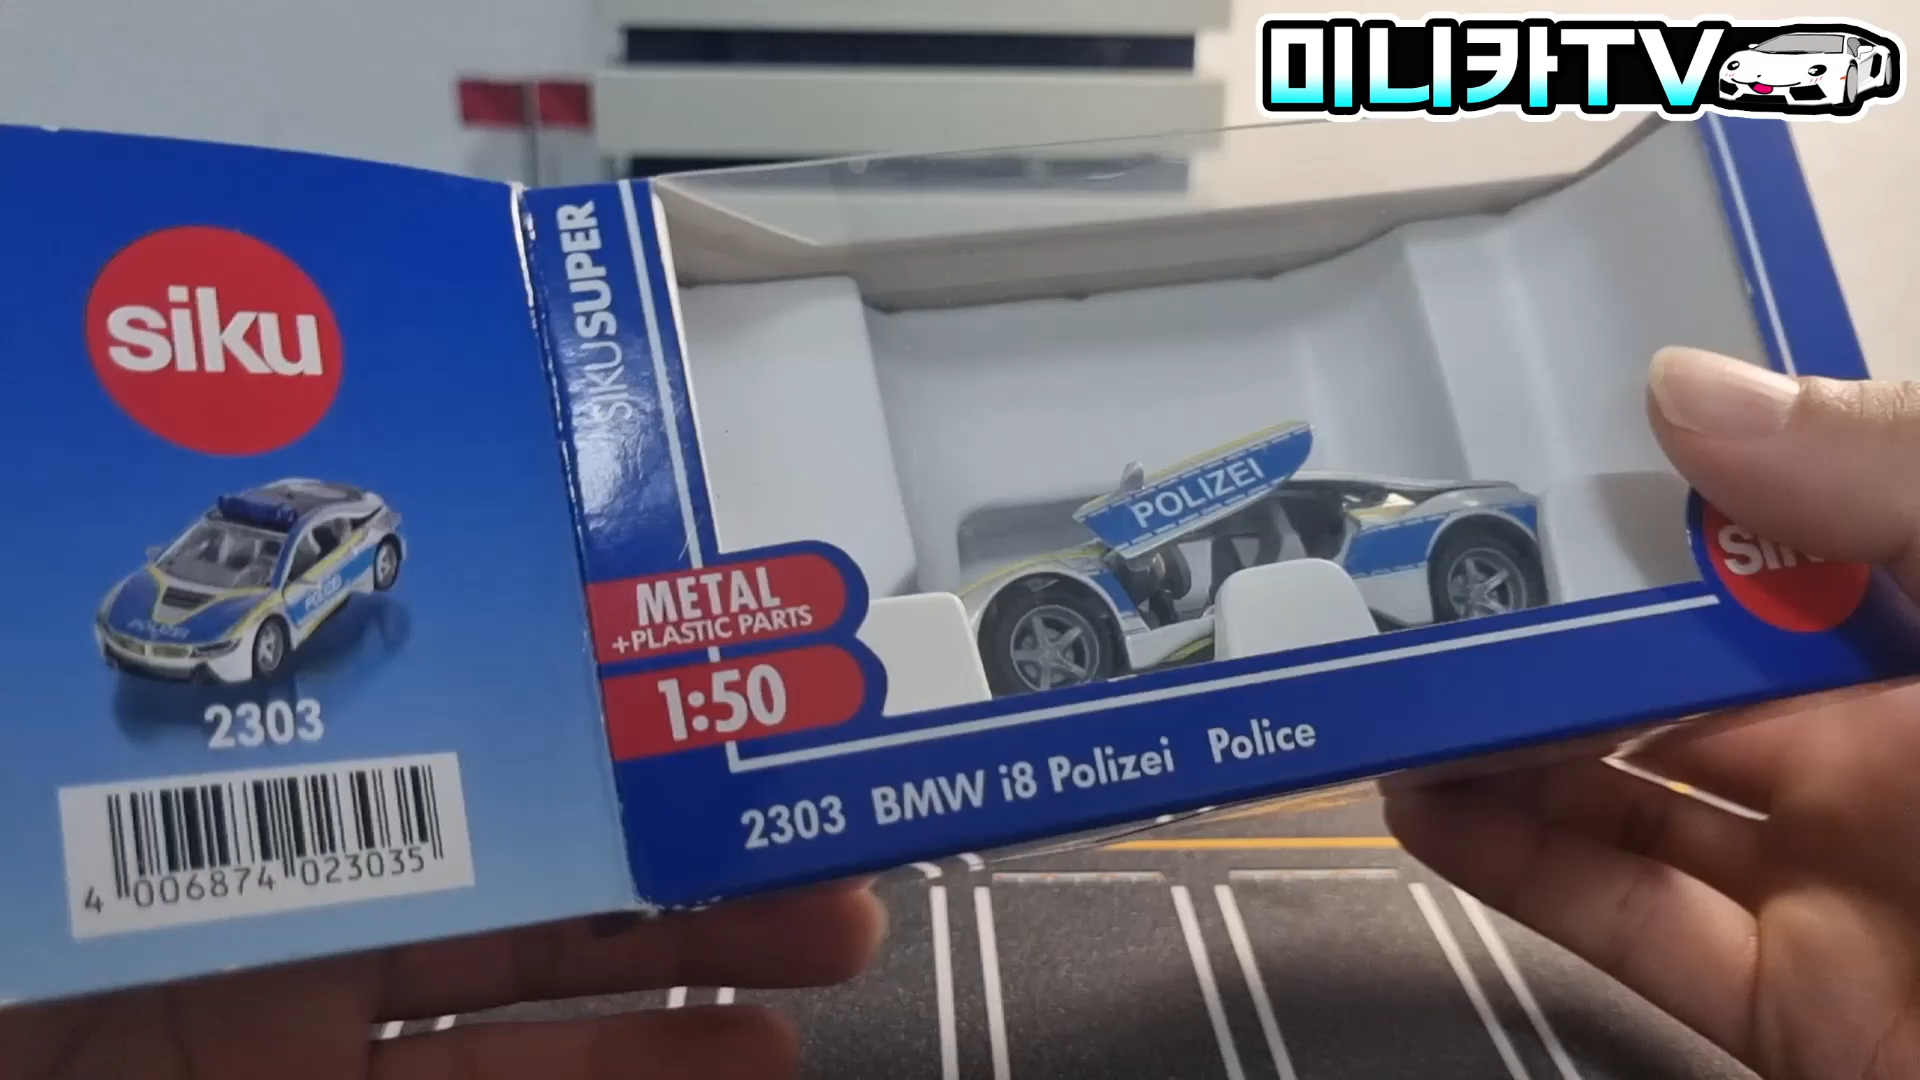 미니카TV
siku
2303
4 006874 023035
SIKUSUPER
METAL
+PLASTIC PARTS
1:50
POLIZEI
2303 BMW i8 Polizei Police